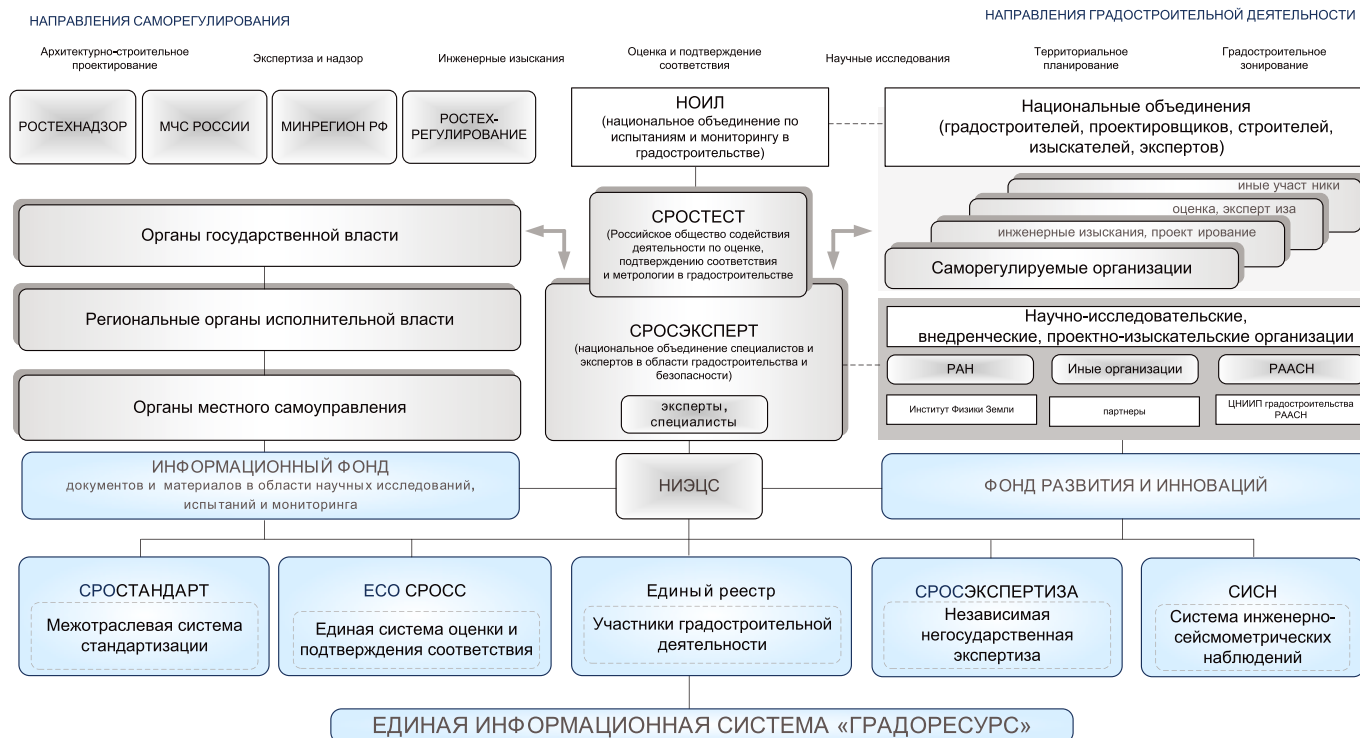 НАПРАВЛЕНИЯ САМОРЕГУЛИРОВАНИЯ
НАПРАВЛЕНИЯ ГРАДОСТРОИТЕЛЬНОЙ ДЕЯТЕЛЬНОСТИ
Архитектурно-строительное
проектирование
Экспертиза и надзор
Инженерные изыскания
Оценка и подтверждение
соответствия
Научные исследования
Территориальное
планирование
Градостроительное
зонирование
РОСТЕХНАДЗОР
МЧС РОССИИ
МИНРЕГИОН РФ
РОСТЕХ-
РЕГУЛИРОВАНИЕ
НОИЛ
(национальное объединение по
испытаниям и мониторингу в
градостроительстве)
Национальные объединения
(градостроителей, проектировщиков, строителей,
изыскателей, экспертов)
иные участ ники
оценка, эксперт иза
инженерные изыскания, проект ирование
Саморегулируемые организации
Органы государственной власти
Региональные органы исполнительной власти
Органы местного самоуправления
СРОСТЕСТ
(Российское общество содействия
деятельности по оценке,
подтверждению соответствия
и метрологии в градостроительстве
СРОСЭКСПЕРТ
(национальное объединение специалистов и
экспертов в области градостроительства и
безопасности)
эксперты,
специалисты
Научно-исследовательские,
внедренческие, проектно-изыскательские организации
РАН
Иные организации
РААСН
Институт Физики Земли
партнеры
ЦНИИП градостроительства
РААСН
ИНФОРМАЦИОННЫЙ ФОНД
документов и материалов в области научных исследований,
испытаний и мониторинга
НИЭЦС
ФОНД РАЗВИТИЯ И ИННОВАЦИЙ
СРОСТАНДАРТ
Межотраслевая система
стандартизации
ЕСО СРОСС
Единая система оценки и
подтверждения соответствия
Единый реестр
Участники градостроительной
деятельности
СРОСЭКСПЕРТИЗА
Независимая
негосударственная
экспертиза
СИСН
Система инженерно-
сейсмометрических
наблюдений
ЕДИНАЯ ИНФОРМАЦИОННАЯ СИСТЕМА «ГРАДОРЕСУРС»